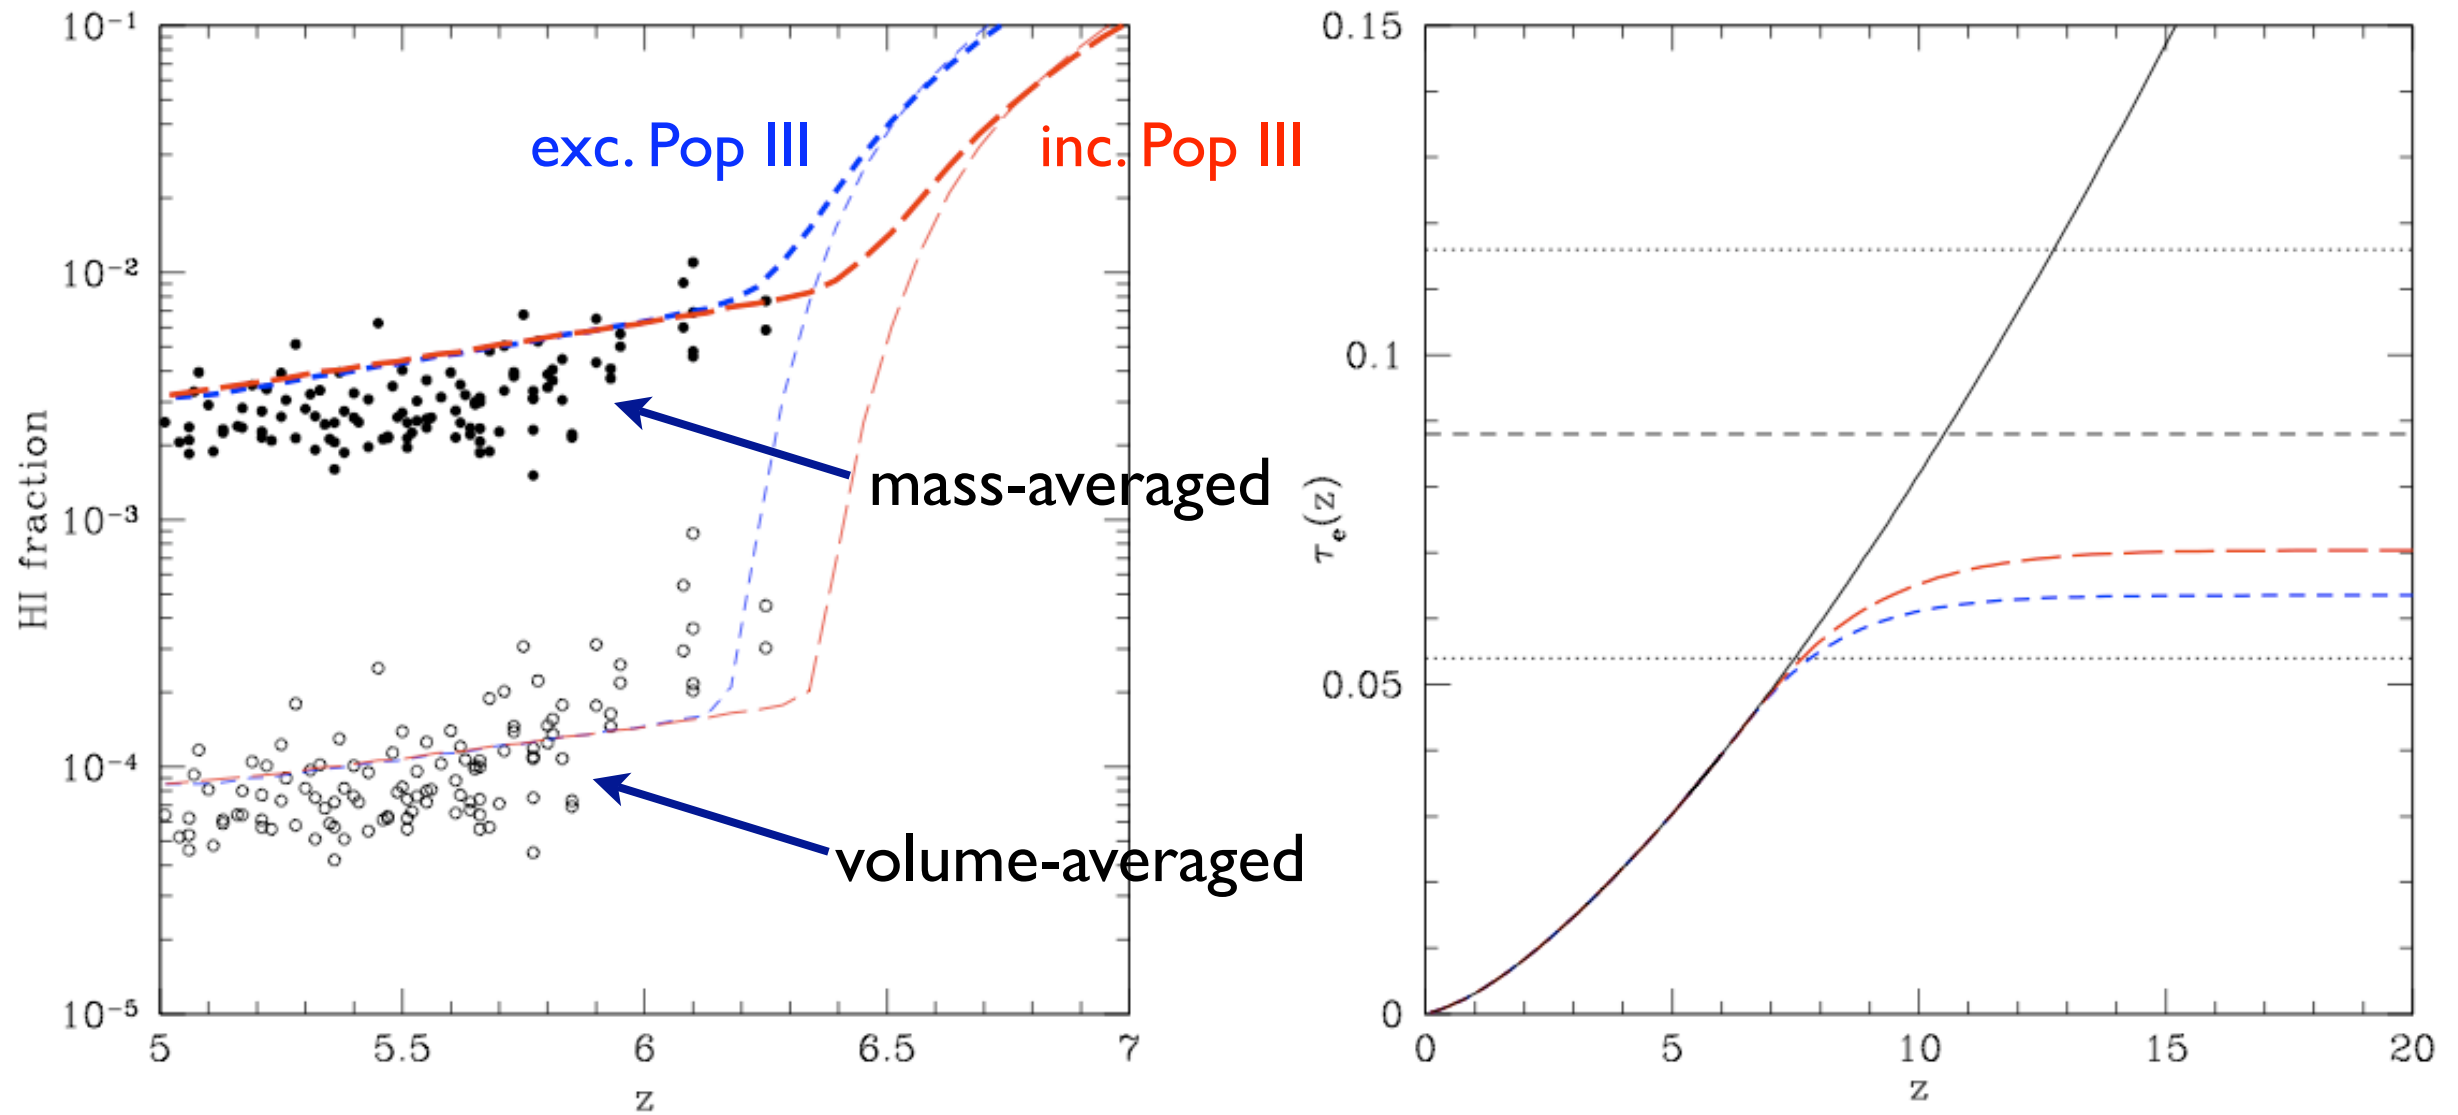 10⁻¹
10⁻²
10⁻³
10⁻⁴
10⁻⁵
HI fraction
5
5.5
6
6.5
7
z
exc. Pop III
inc. Pop III
mass-averaged
volume-averaged
0.15
0.1
0.05
0
τₑ(z)
0
5
10
15
20
z